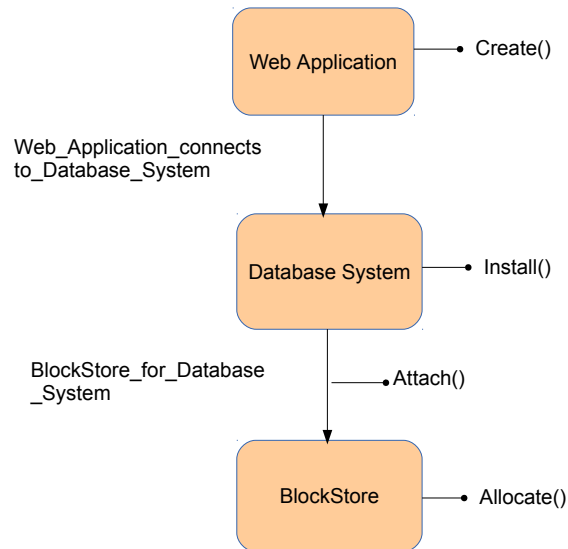 Web Application
Create()
Web_Application_connects
to_Database_System
Database System
Install()
BlockStore_for_Database
_System
Attach()
BlockStore
Allocate()